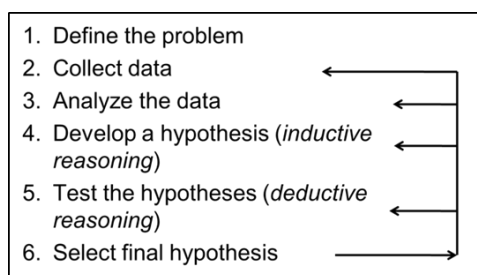 1. Define the problem
2. Collect data
3. Analyze the data
4. Develop a hypothesis (inductive
reasoning)
5. Test the hypotheses (deductive
reasoning)
6. Select final hypothesis